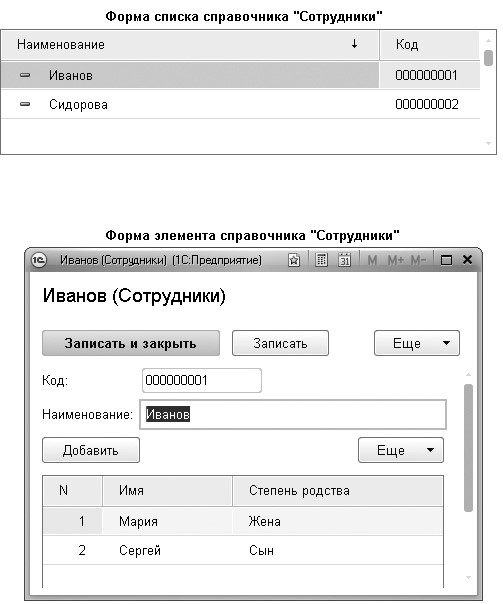 Форма списка справочника "Сотрудники"
Наименование ↓ Код
Иванов 000000001
Сидорова 000000002
Форма элемента справочника "Сотрудники"
1С Иванов (Сотрудники) (1С:Предприятие) 31 M M+ M-
Иванов (Сотрудники)
Записать и закрыть Записать Еще
Код: 000000001
Наименование: Иванов
Добавить Еще
N Имя Степень родства
1 Мария Жена
2 Сергей Сын